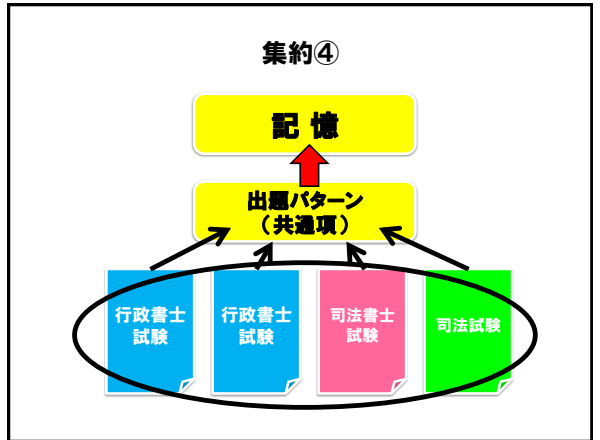 集約④
記 憶
出題パターン
（共通項）
行政書士
試験
行政書士
試験
司法書士
試験
司法試験